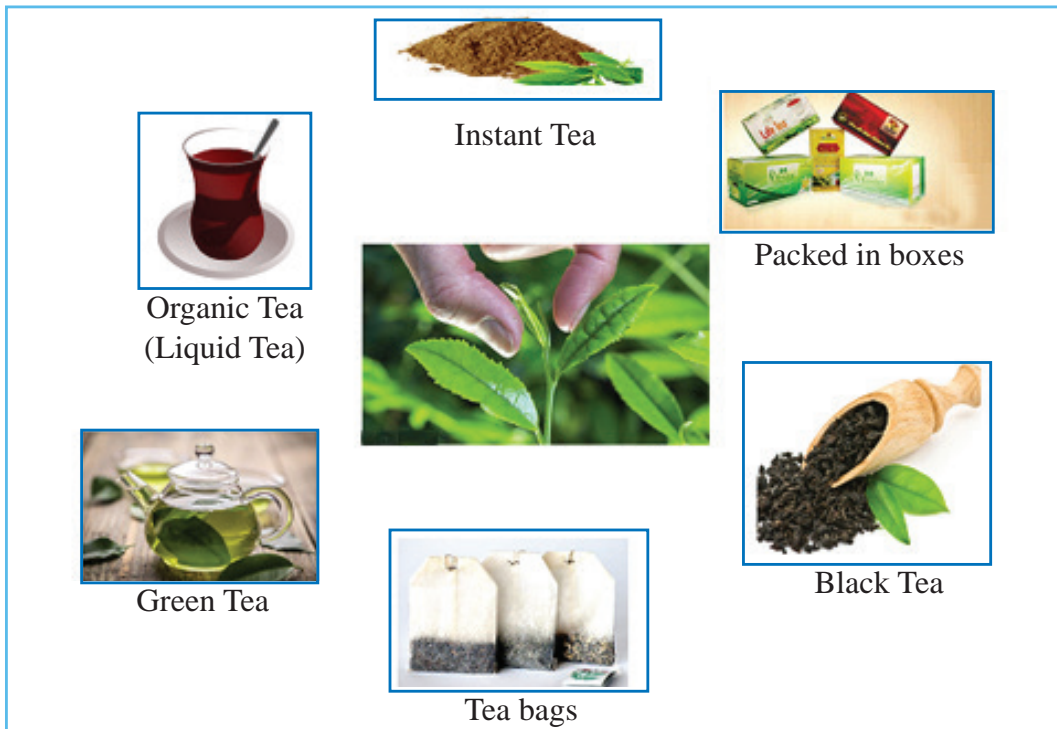 Instant Tea
Packed in boxes
Organic Tea
(Liquid Tea)
Black Tea
Green Tea
Tea bags